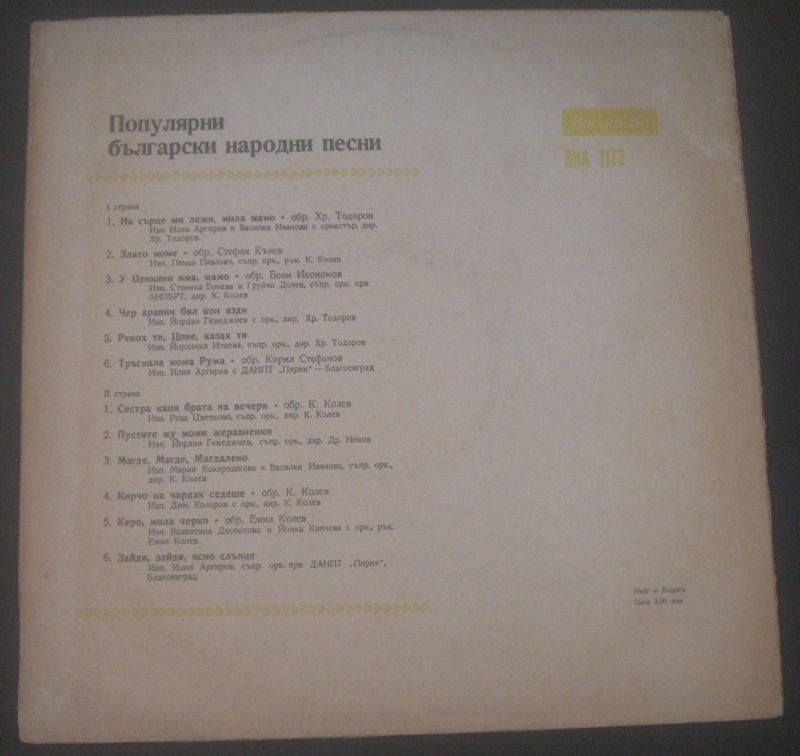 Популярни
български народни песни
Balkanton
ВНА 1172
I страна
1. На сърце ми лежи, мила мамо • обр. Хр. Тодоров
Изп. Илия Аргиров и Василка Иванова с оркестър, дир.
Хр. Тодоров
2. Злато моме • обр. Стефан Кънев
Изп. Пенка Павлова, съпр. орк., рък. К. Колев
3. У Ценкини има, мамо • обр. Боян Икономов
Изп. Стоянка Бонева и Груйчо Дочев, съпр. орк. при
АНПБРТ, дир. К. Колев
4. Чер арапин бял кон язди
Изп. Йордан Гемеджиев с орк., дир. Хр. Тодоров
5. Рекох ти, Цоне, казах ти
Изп. Йорданка Илиева, съпр. орк., дир. Хр. Тодоров
6. Тръгнала мома Рума • обр. Кирил Стефанов
Изп. Илия Аргиров с ДАНПТ „Пирин“ — Благоевград
II страна
1. Сестра кани брата на вечеря • обр. К. Колев
Изп. Роза Цветкова, съпр. орк., дир. К. Колев
2. Пустите му моми жеравненки
Изп. Йордан Гемеджиев, съпр. орк., дир. Др. Ненов
3. Магде, Магде, Магдалено
Изп. Мария Кокарешкова и Василка Иванова, съпр. орк.,
дир. К. Колев
4. Кирчо на чардак седеше • обр. К. Колев
Изп. Дим. Коларов с орк., дир. К. Колев
5. Керо, мила черко • обр. Емил Колев
Изп. Валентина Деспотова и Йонка Кипчева с орк., рък.
Емил Колев
6. Зайди, зайди, ясно слънце
Изп. Илия Аргиров, съпр. орк. при ДАНПТ „Пирин“,
Благоевград
Made in Bulgaria
Цена 2,70 лева